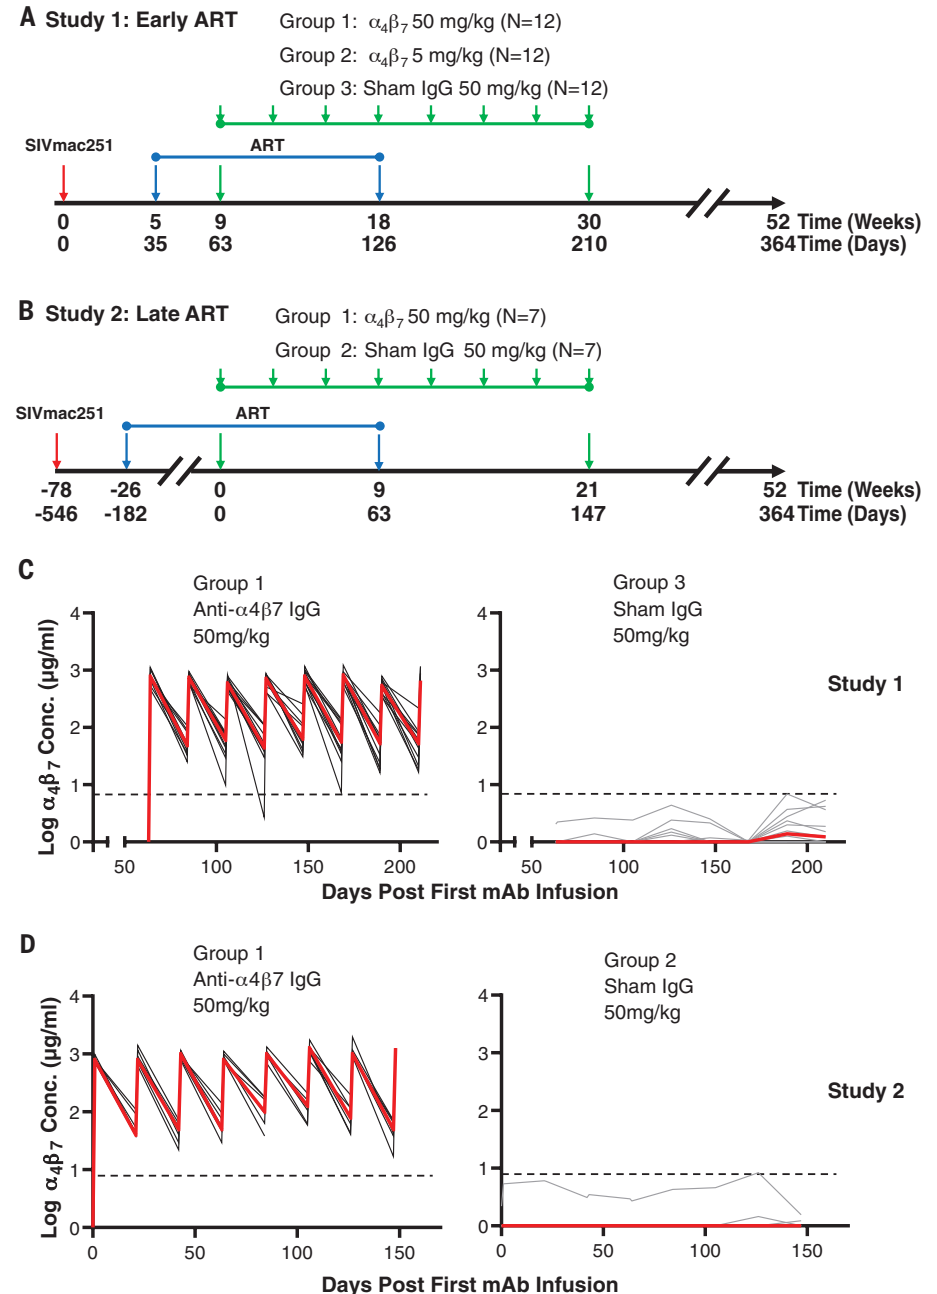 A Study 1: Early ART
Group 1: α4β7 50 mg/kg (N=12)
Group 2: α4β7 5 mg/kg (N=12)
Group 3: Sham IgG 50 mg/kg (N=12)
SIVmac251
ART
0 5 9 18 30 52 Time (Weeks)
0 35 63 126 210 364 Time (Days)
B Study 2: Late ART
Group 1: α4β7 50 mg/kg (N=7)
Group 2: Sham IgG 50 mg/kg (N=7)
SIVmac251
ART
-78 -26 0 9 21 52 Time (Weeks)
-546 -182 0 63 147 364 Time (Days)
C
Group 1
Anti-α4β7 IgG
50mg/kg
Log α4β7 Conc. (µg/ml)
4
3
2
1
0
50 100 150 200
Group 3
Sham IgG
50mg/kg
4
3
2
1
0
50 100 150 200
Study 1
Days Post First mAb Infusion
D
Group 1
Anti-α4β7 IgG
50mg/kg
Log α4β7 Conc. (µg/ml)
4
3
2
1
0
0 50 100 150
Group 2
Sham IgG
50mg/kg
4
3
2
1
0
0 50 100 150
Study 2
Days Post First mAb Infusion